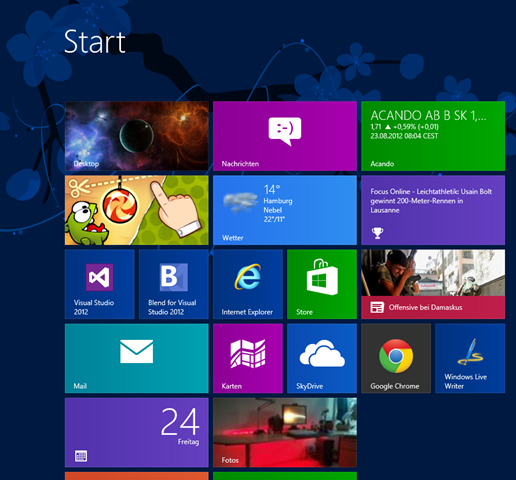 Start
Desktop
:-)
Nachrichten
ACANDO AB B SK 1,...
1,71 ▲ +0,59% (+0,01)
23.08.2012 08:04 CEST
Acando
14°
Hamburg
Nebel
22°/11°
Wetter
Focus Online - Leichtathletik: Usain Bolt
gewinnt 200-Meter-Rennen in
Lausanne
Visual Studio
2012
B
Blend for Visual
Studio 2012
Internet Explorer
Store
Offensive bei Damaskus
Mail
Karten
SkyDrive
Google Chrome
Windows Live
Writer
24
Freitag
Fotos